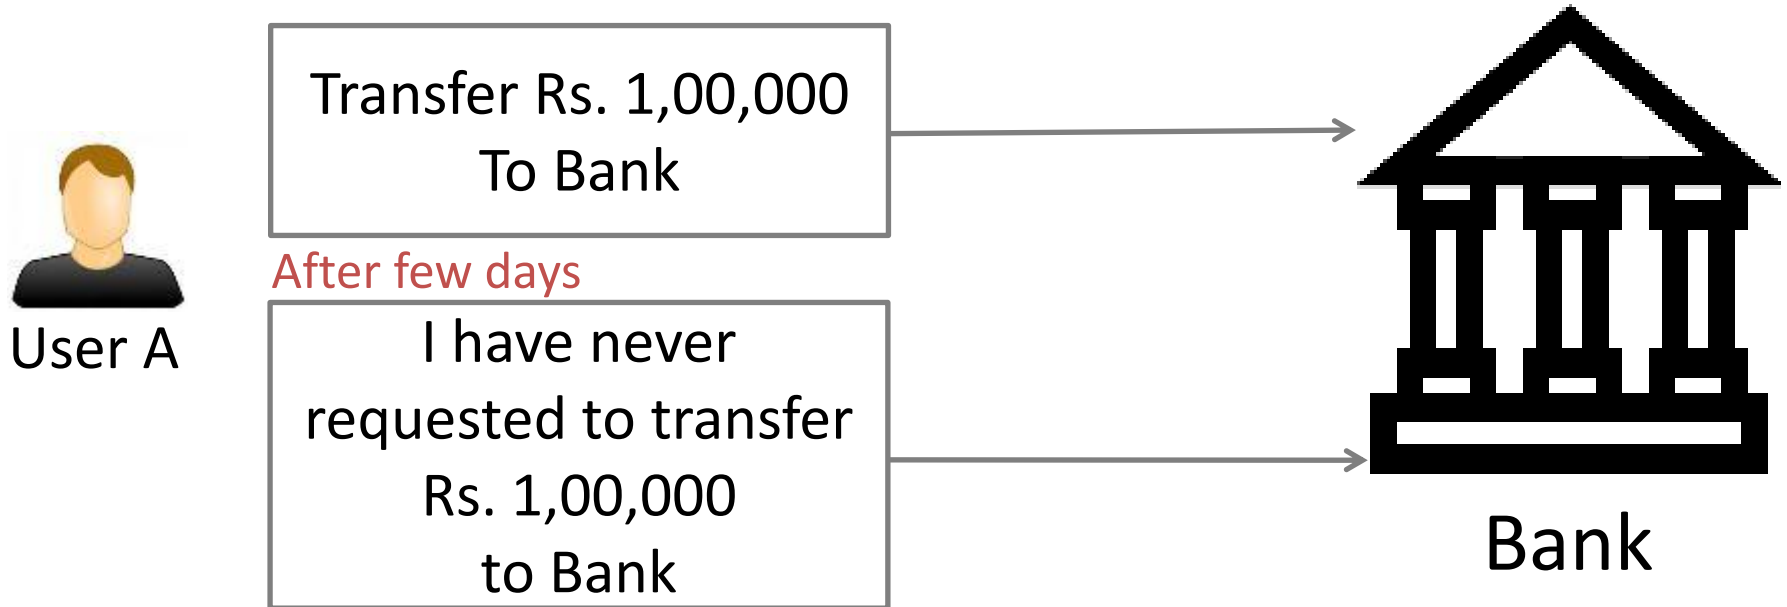 Transfer Rs. 1,00,000
To Bank
After few days
User A
I have never
requested to transfer
Rs. 1,00,000
to Bank
Bank